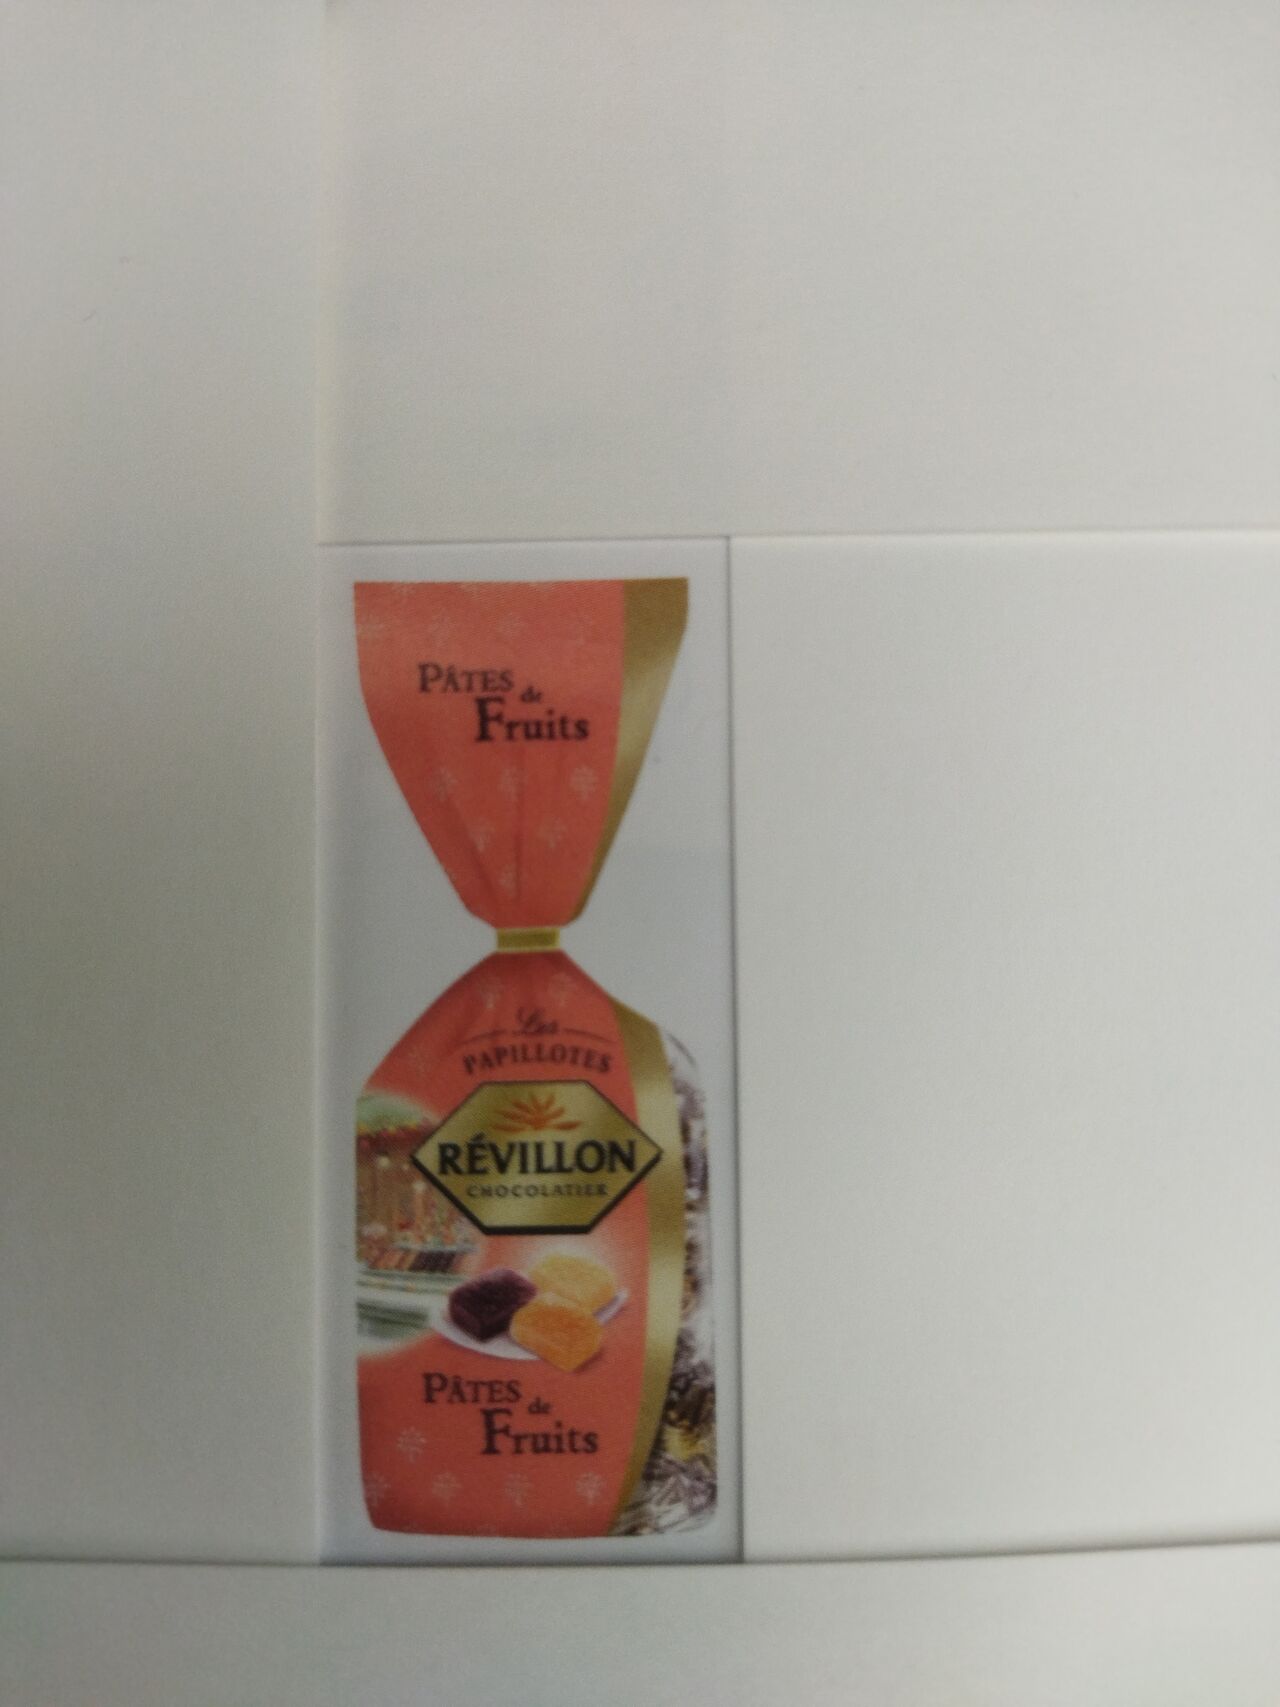 PÂTES de
Fruits
Les
PAPILLOTES
RÉVILLON
CHOCOLATIER
PÂTES de
Fruits